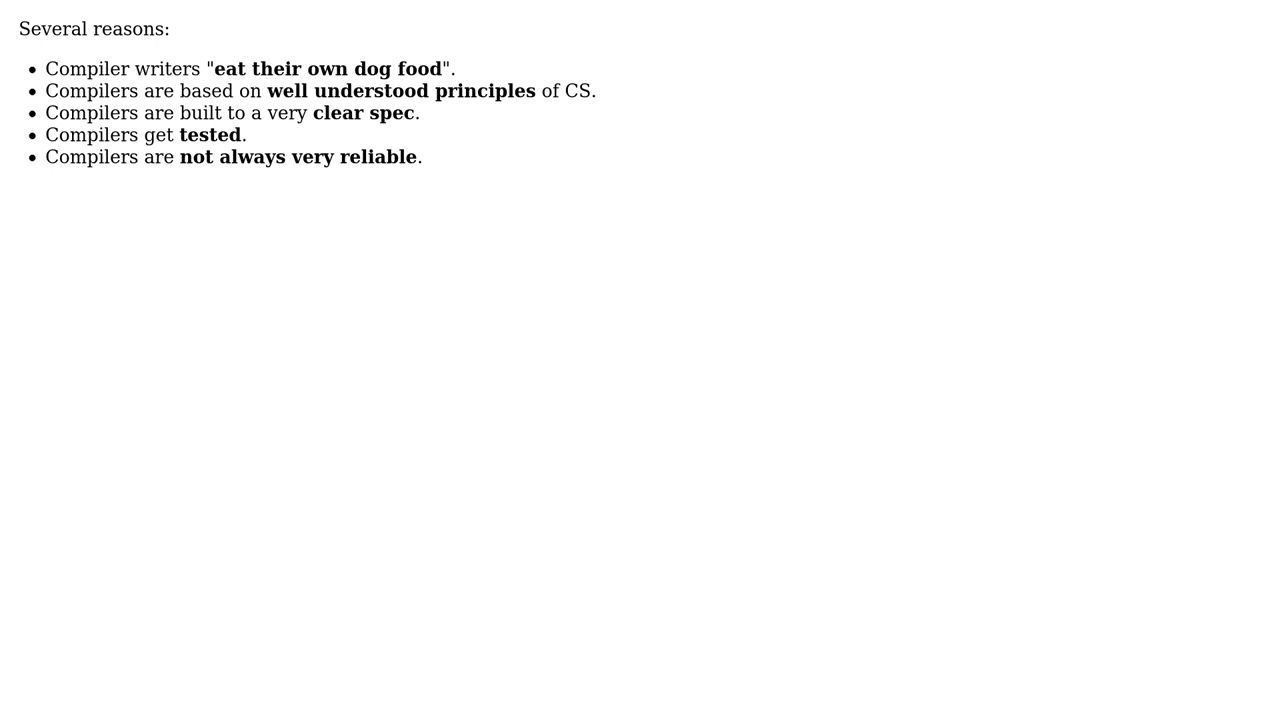 Several reasons:
• Compiler writers "eat their own dog food".
• Compilers are based on well understood principles of CS.
• Compilers are built to a very clear spec.
• Compilers get tested.
• Compilers are not always very reliable.